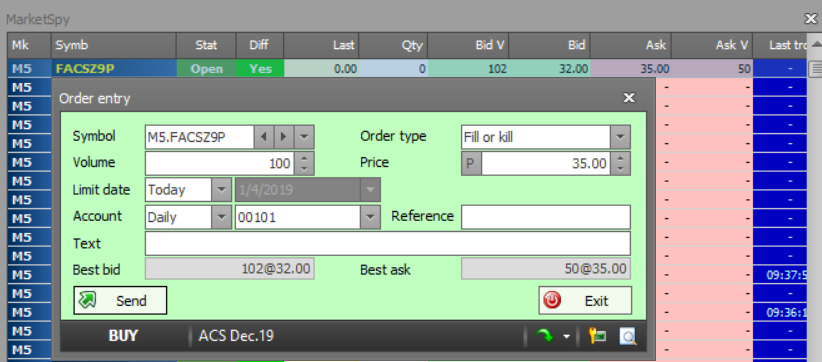 MarketSpy
Mk Symb Stat Diff Last Qty Bid V Bid Ask Ask V Last tro
M5 FACSZ9P Open Yes 0.00 0 102 32.00 35.00 50 -
M5 - - -
Order entry
M5 - - -
M5 - - -
Symbol M5.FACSZ9P Order type Fill or kill
M5 - - -
Volume 100 Price P 35.00
M5 - - -
Limit date Today 1/4/2019
M5 - - -
M5 - - -
Account Daily 00101 Reference
M5 - - -
Text
M5 - - -
M5 - - -
Best bid 102@32.00 Best ask 50@35.00
M5 - - 09:37:5
M5 - - -
Send Exit
M5 - - 09:36:1
M5 - - -
BUY ACS Dec.19
M5 - - -